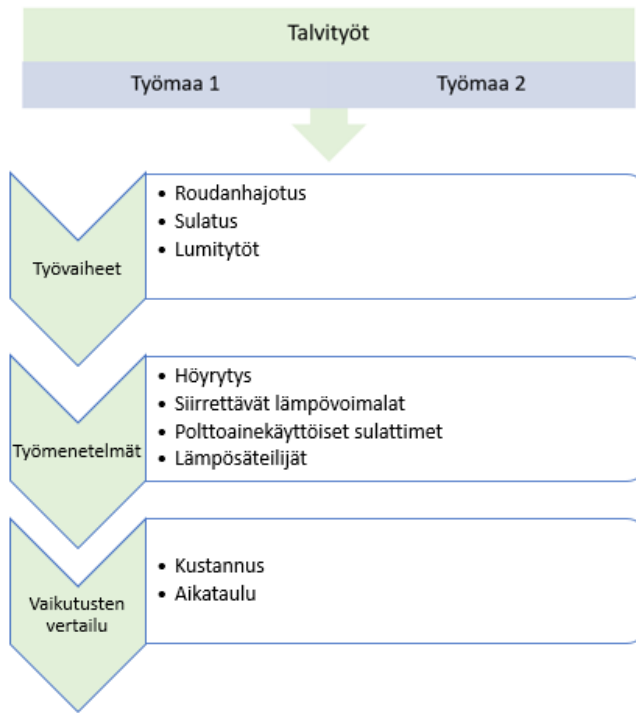 Talvityöt
Työmaa 1
Työmaa 2
Työvaiheet
• Roudanhajotus
• Sulatus
• Lumitytöt
Työmenetelmät
• Höyrytys
• Siirrettävät lämpövoimalat
• Polttoainekäyttöiset sulattimet
• Lämpösäteilijät
Vaikutusten
vertailu
• Kustannus
• Aikataulu